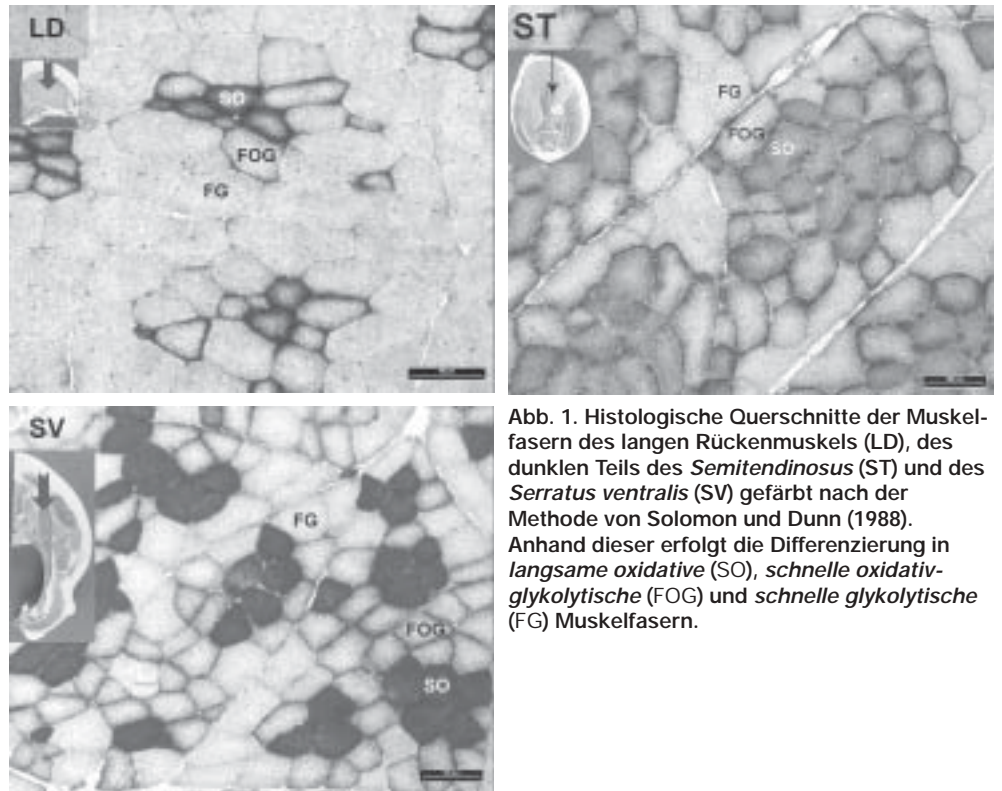 LD
SO
FOG
FG
ST
FG
FOG
SO
SV
FG
FOG
SO
Abb. 1. Histologische Querschnitte der Muskel-
fasern des langen Rückenmuskels (LD), des
dunklen Teils des Semitendinosus (ST) und des
Serratus ventralis (SV) gefärbt nach der
Methode von Solomon und Dunn (1988).
Anhand dieser erfolgt die Differenzierung in
langsame oxidative (SO), schnelle oxidativ-
glykolytische (FOG) und schnelle glykolytische
(FG) Muskelfasern.